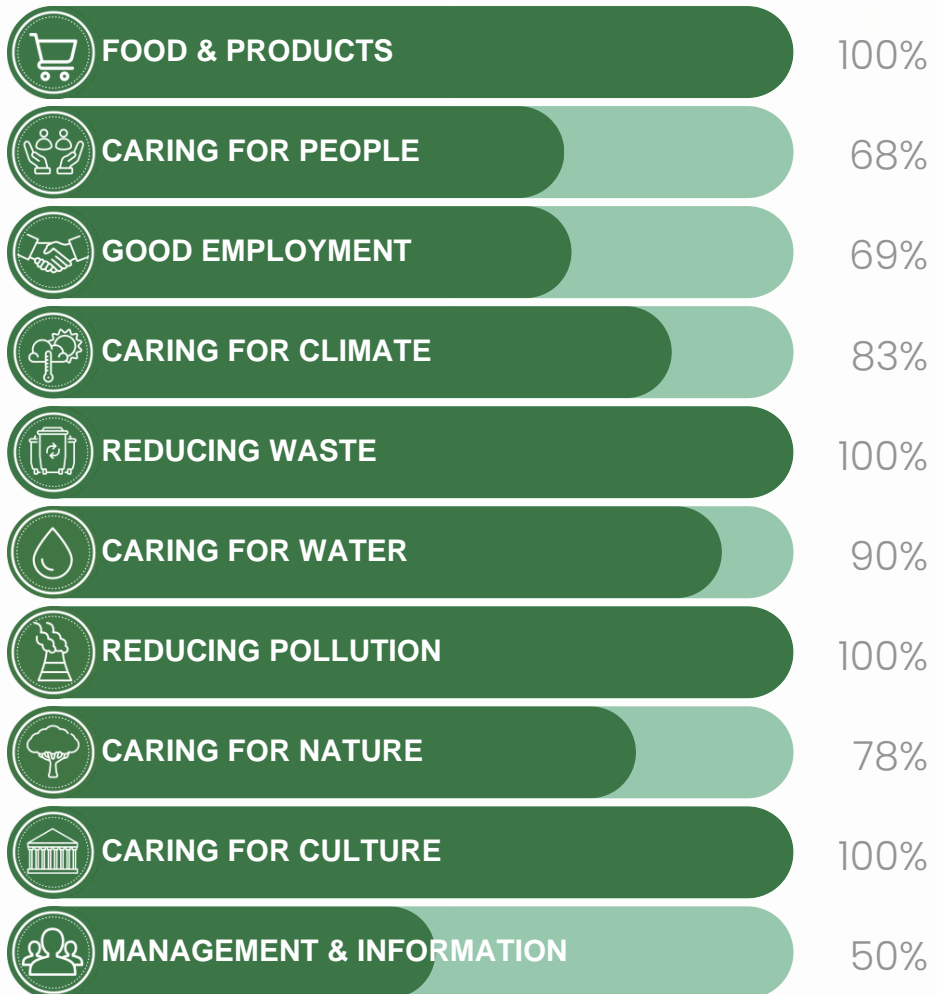 FOOD & PRODUCTS 100%
CARING FOR PEOPLE 68%
GOOD EMPLOYMENT 69%
CARING FOR CLIMATE 83%
REDUCING WASTE 100%
CARING FOR WATER 90%
REDUCING POLLUTION 100%
CARING FOR NATURE 78%
CARING FOR CULTURE 100%
MANAGEMENT & INFORMATION 50%